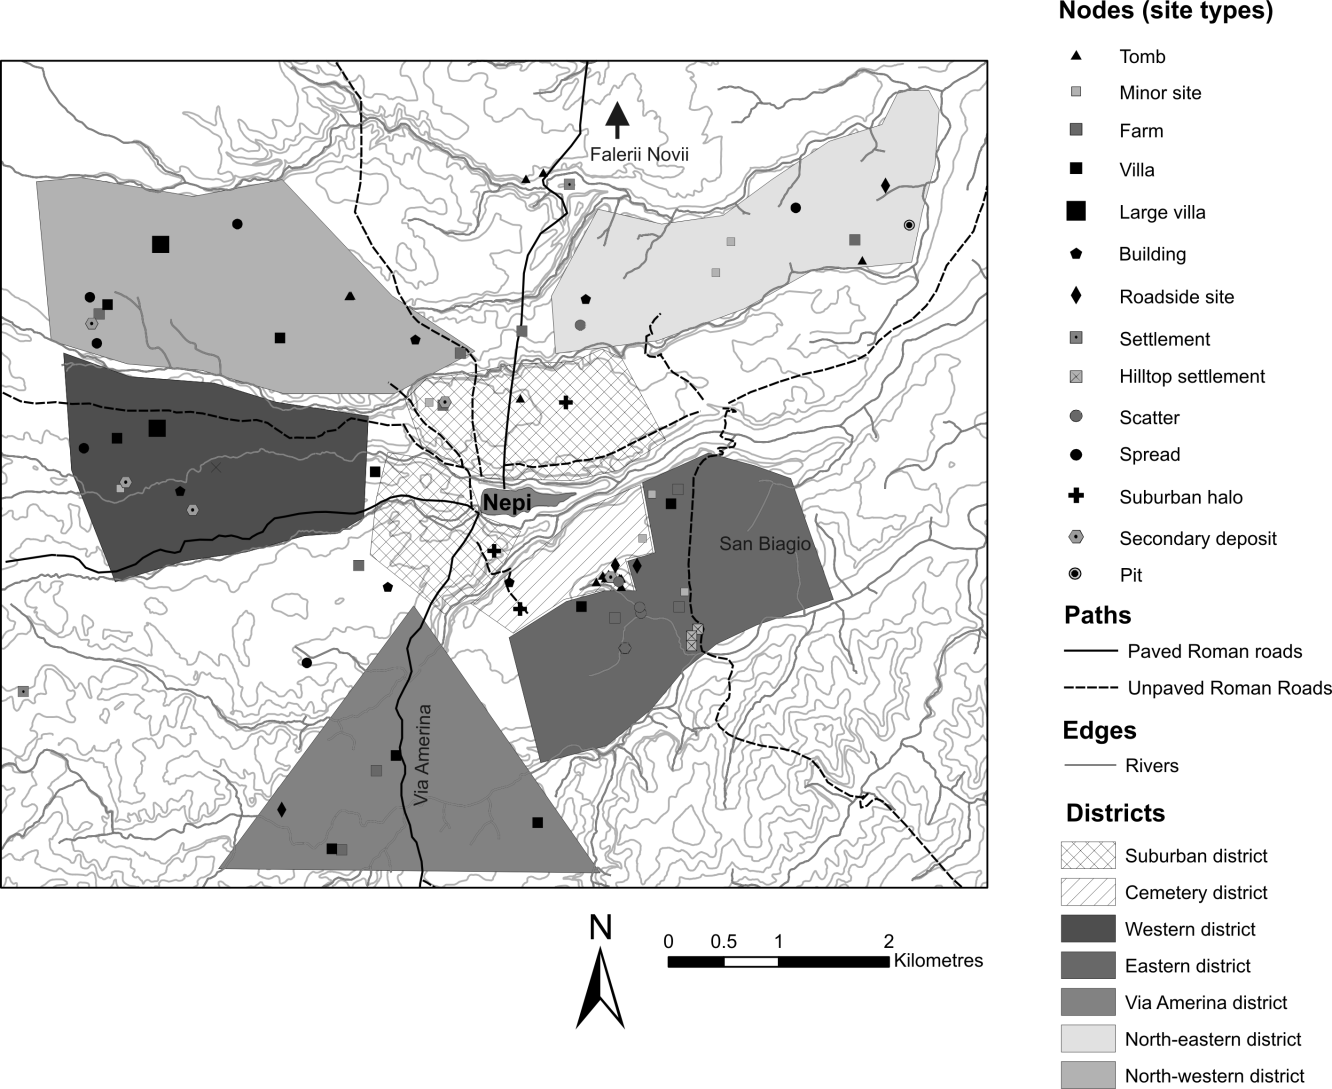 Falerii Novii
Nepi
San Biagio
Via Amerina
N
0 0.5 1 2
Kilometres
Nodes (site types)
Tomb
Minor site
Farm
Villa
Large villa
Building
Roadside site
Settlement
Hilltop settlement
Scatter
Spread
Suburban halo
Secondary deposit
Pit
Paths
Paved Roman roads
Unpaved Roman Roads
Edges
Rivers
Districts
Suburban district
Cemetery district
Western district
Eastern district
Via Amerina district
North-eastern district
North-western district